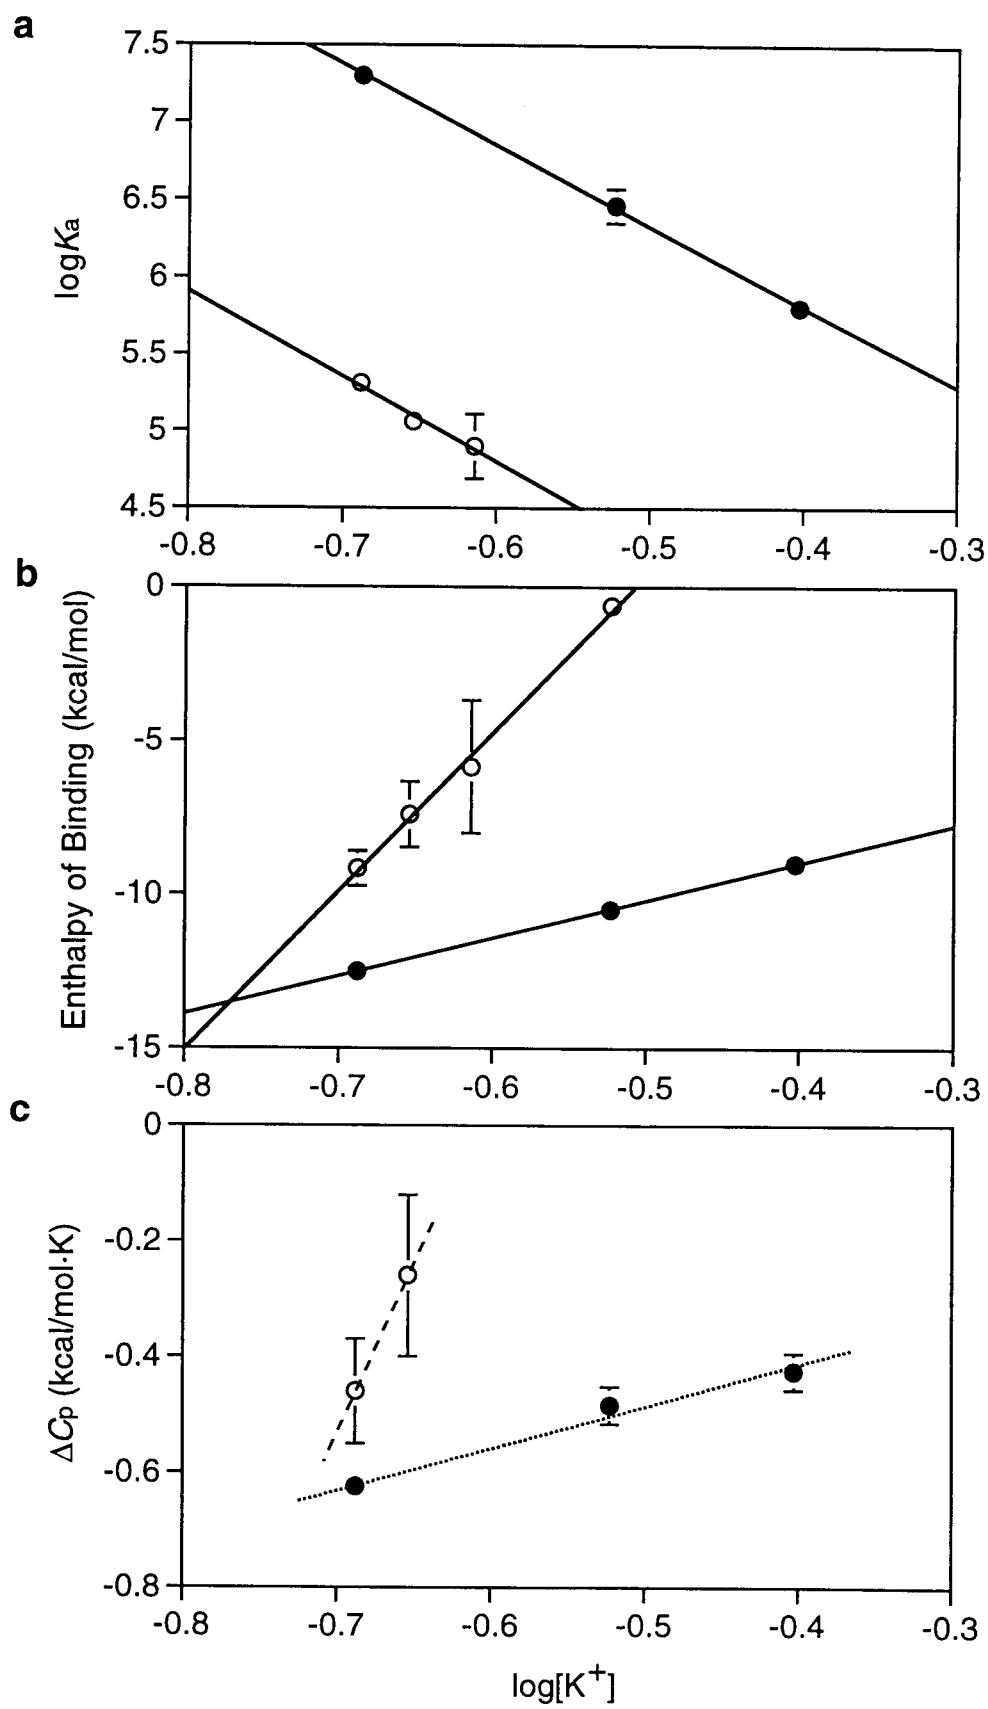 a
7.5
7
6.5
6
5.5
5
4.5
logKa
-0.8 -0.7 -0.6 -0.5 -0.4 -0.3
b
0
-5
-10
-15
Enthalpy of Binding (kcal/mol)
-0.8 -0.7 -0.6 -0.5 -0.4 -0.3
c
0
-0.2
-0.4
-0.6
-0.8
ΔCp (kcal/mol·K)
-0.8 -0.7 -0.6 -0.5 -0.4 -0.3
log[K+]